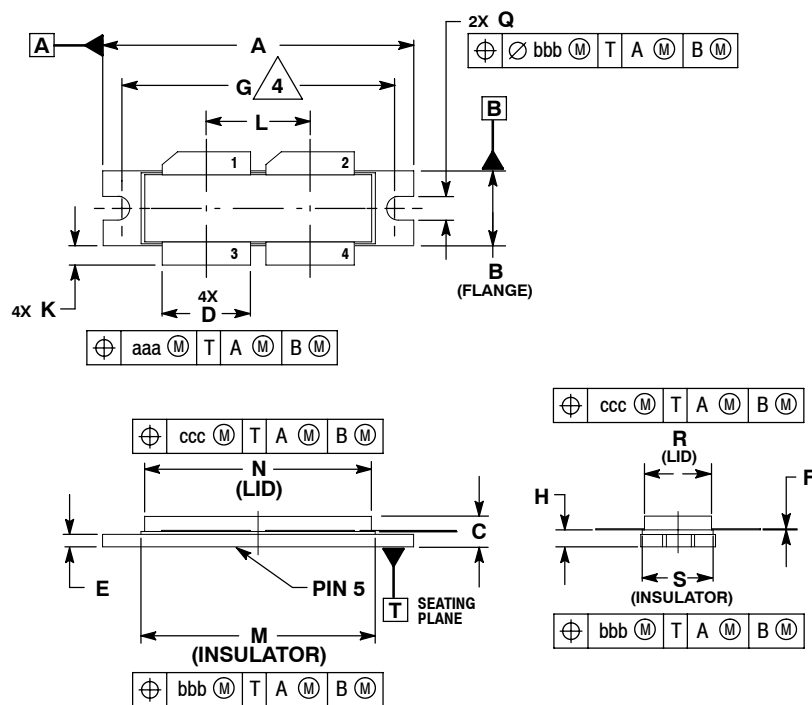 2X Q
⌖ ∅ bbb Ⓜ T A Ⓜ B Ⓜ
A A
G 4
L
B
1 2
3 4
B
(FLANGE)
4X K
4X
D
⌖ aaa Ⓜ T A Ⓜ B Ⓜ
⌖ ccc Ⓜ T A Ⓜ B Ⓜ
N
(LID)
C
E
PIN 5
T SEATING
PLANE
M
(INSULATOR)
⌖ bbb Ⓜ T A Ⓜ B Ⓜ
⌖ ccc Ⓜ T A Ⓜ B Ⓜ
R
(LID)
F
H
S
(INSULATOR)
⌖ bbb Ⓜ T A Ⓜ B Ⓜ